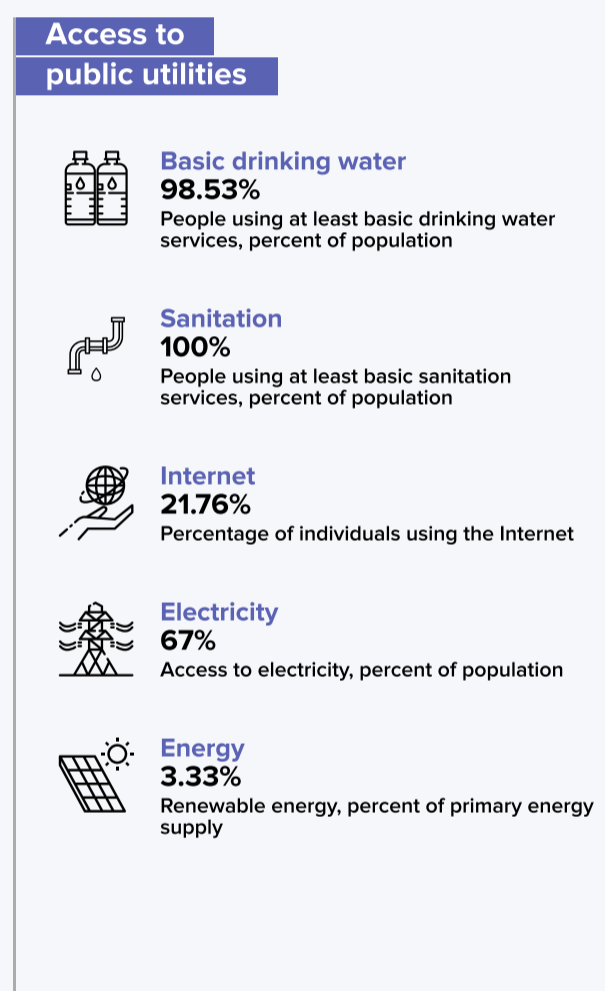 Access to
public utilities
Basic drinking water
98.53%
People using at least basic drinking water
services, percent of population
Sanitation
100%
People using at least basic sanitation
services, percent of population
Internet
21.76%
Percentage of individuals using the Internet
Electricity
67%
Access to electricity, percent of population
Energy
3.33%
Renewable energy, percent of primary energy
supply